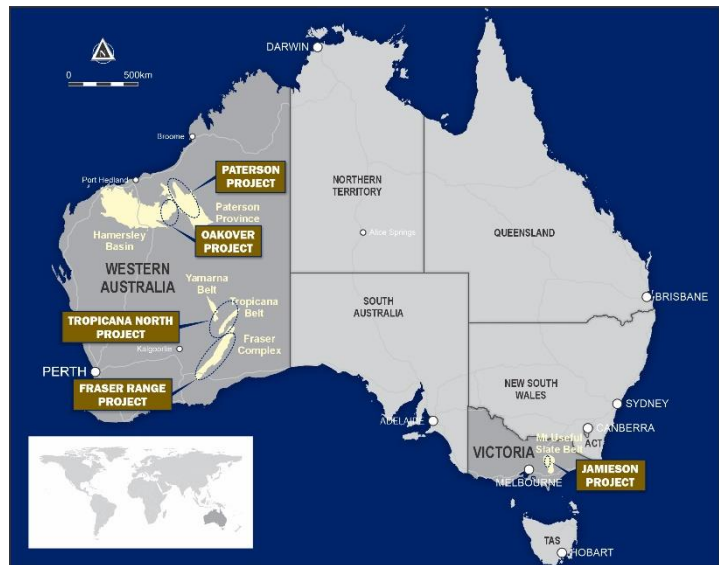 DARWIN
0 500km
Broome
Port Hedland
PATERSON
PROJECT
NORTHERN
TERRITORY
Paterson
Province
Hamersley
Basin
OAKOVER
PROJECT
Alice Springs
QUEENSLAND
WESTERN
AUSTRALIA
Yamarna
Belt
Tropicana
Belt
SOUTH
AUSTRALIA
BRISBANE
TROPICANA NORTH
PROJECT
Fraser
Complex
Kalgoorlie
PERTH
FRASER RANGE
PROJECT
NEW SOUTH
WALES
SYDNEY
ADELAIDE
CANBERRA
ACT
VICTORIA
Mt Useful
Slate Belt
MELBOURNE
JAMIESON
PROJECT
TAS
HOBART